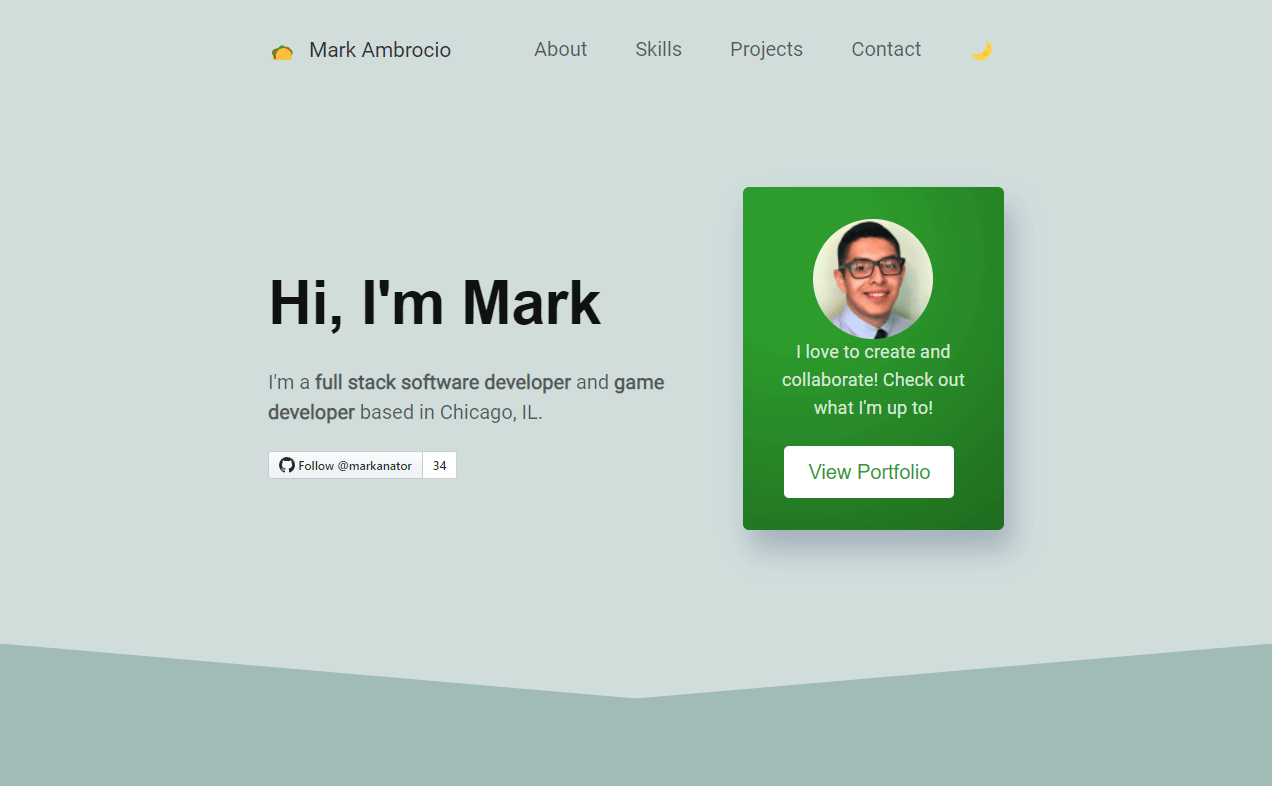 Mark Ambrocio
About
Skills
Projects
Contact
Hi, I'm Mark
I'm a full stack software developer and game
developer based in Chicago, IL.
Follow @markanator
34
I love to create and
collaborate! Check out
what I'm up to!
View Portfolio